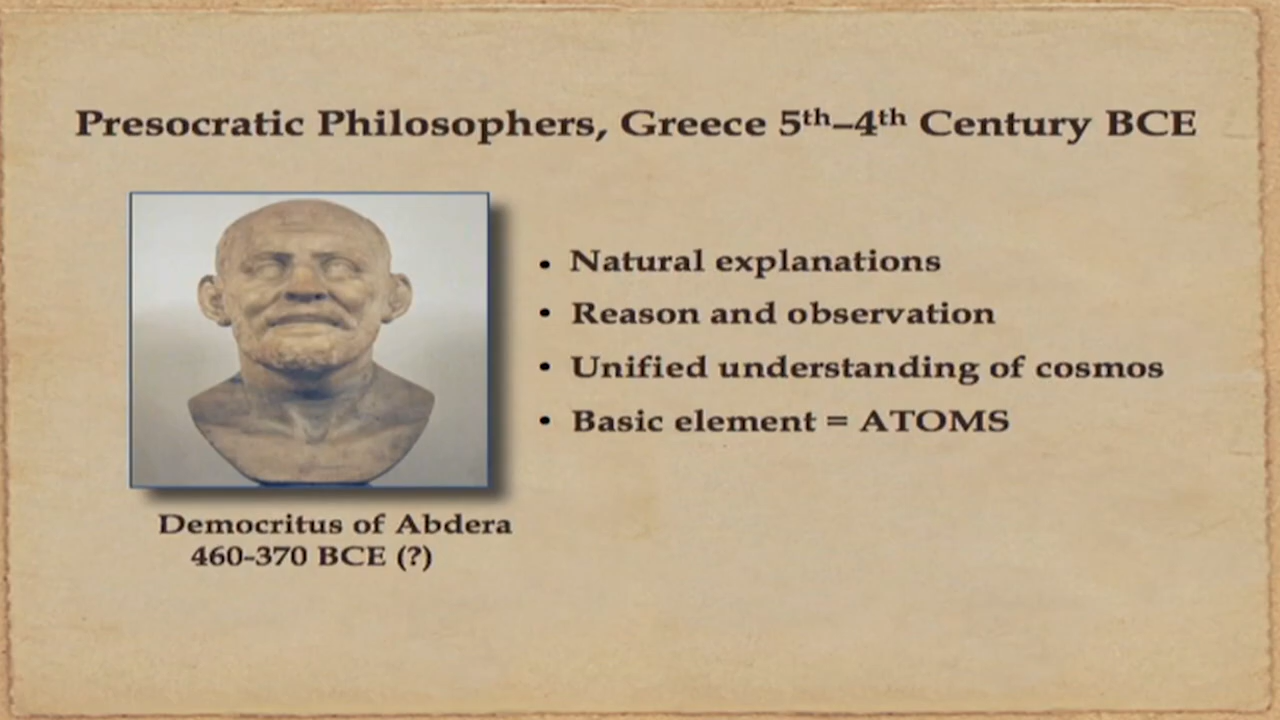 Presocratic Philosophers, Greece 5th–4th Century BCE
• Natural explanations
• Reason and observation
• Unified understanding of cosmos
• Basic element = ATOMS
Democritus of Abdera
460-370 BCE (?)